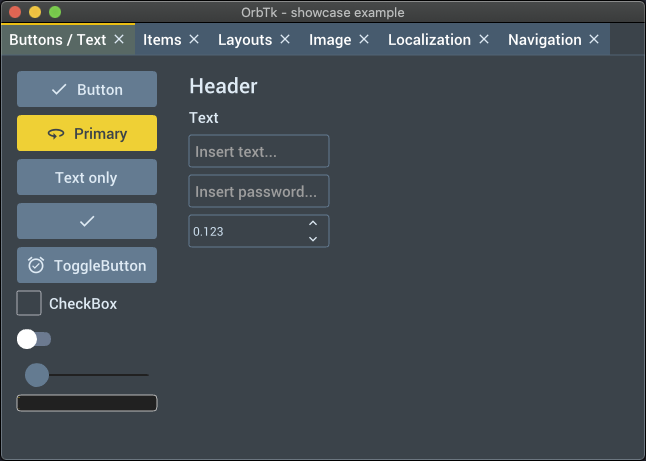 OrbTk - showcase example
Buttons / Text Items Layouts Image Localization Navigation
Button
Primary
Text only
ToggleButton
CheckBox
Header
Text
Insert text...
Insert password...
0.123